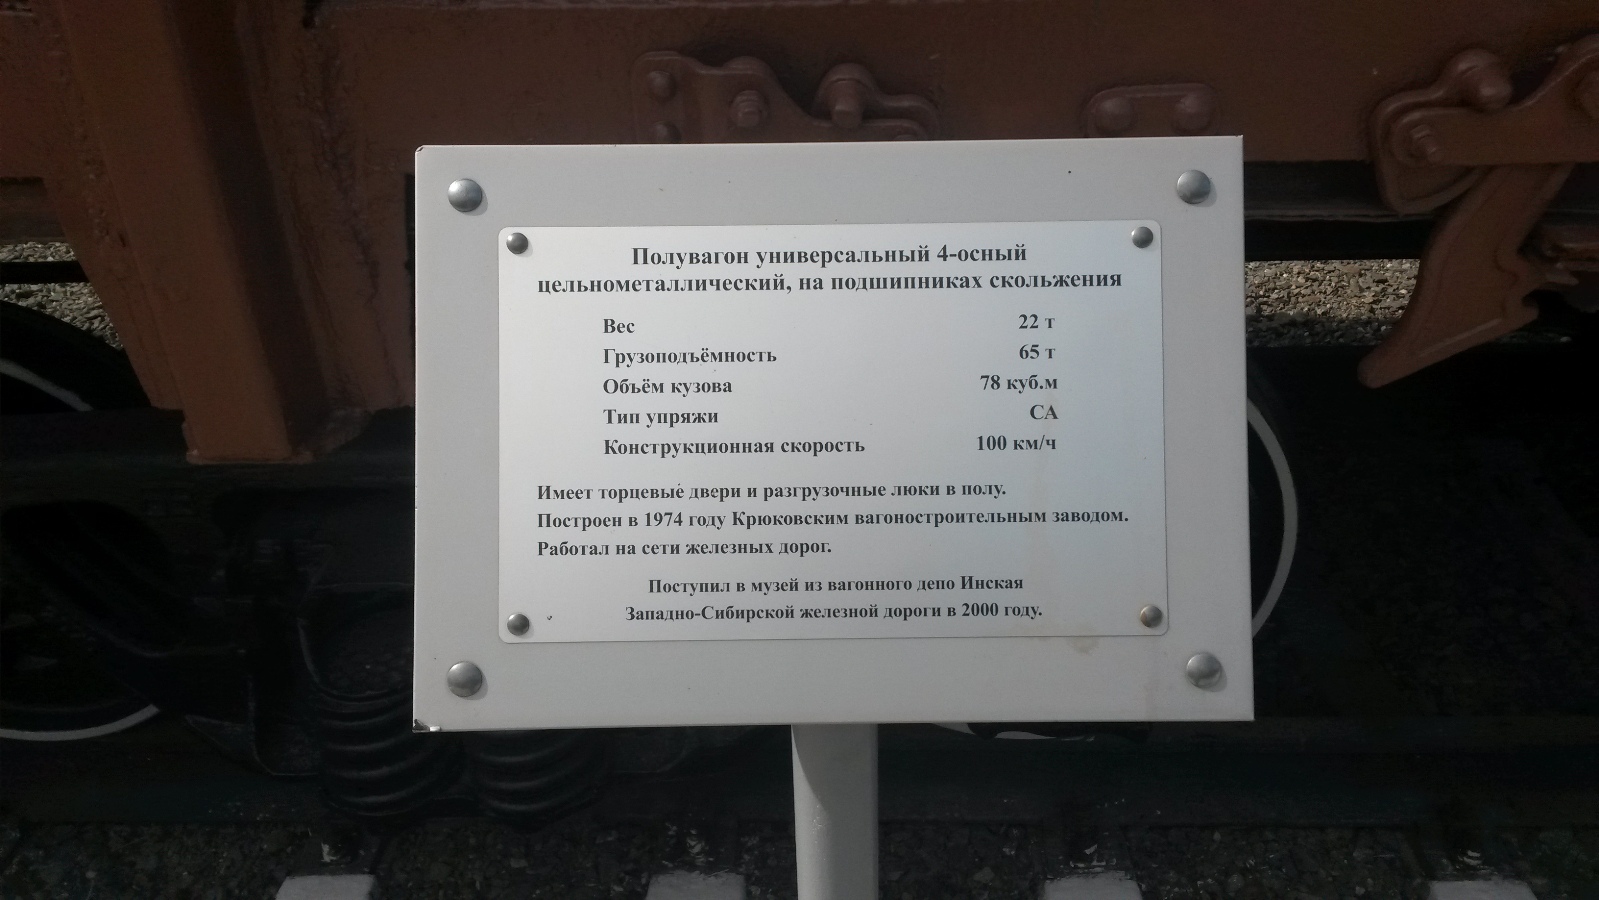 Полувагон универсальный 4-осный
цельнометаллический, на подшипниках скольжения
Вес 22 т
Грузоподъёмность 65 т
Объём кузова 78 куб.м
Тип упряжи СА
Конструкционная скорость 100 км/ч
Имеет торцевые двери и разгрузочные люки в полу.
Построен в 1974 году Крюковским вагоностроительным заводом.
Работал на сети железных дорог.
Поступил в музей из вагонного депо Инская
Западно-Сибирской железной дороги в 2000 году.